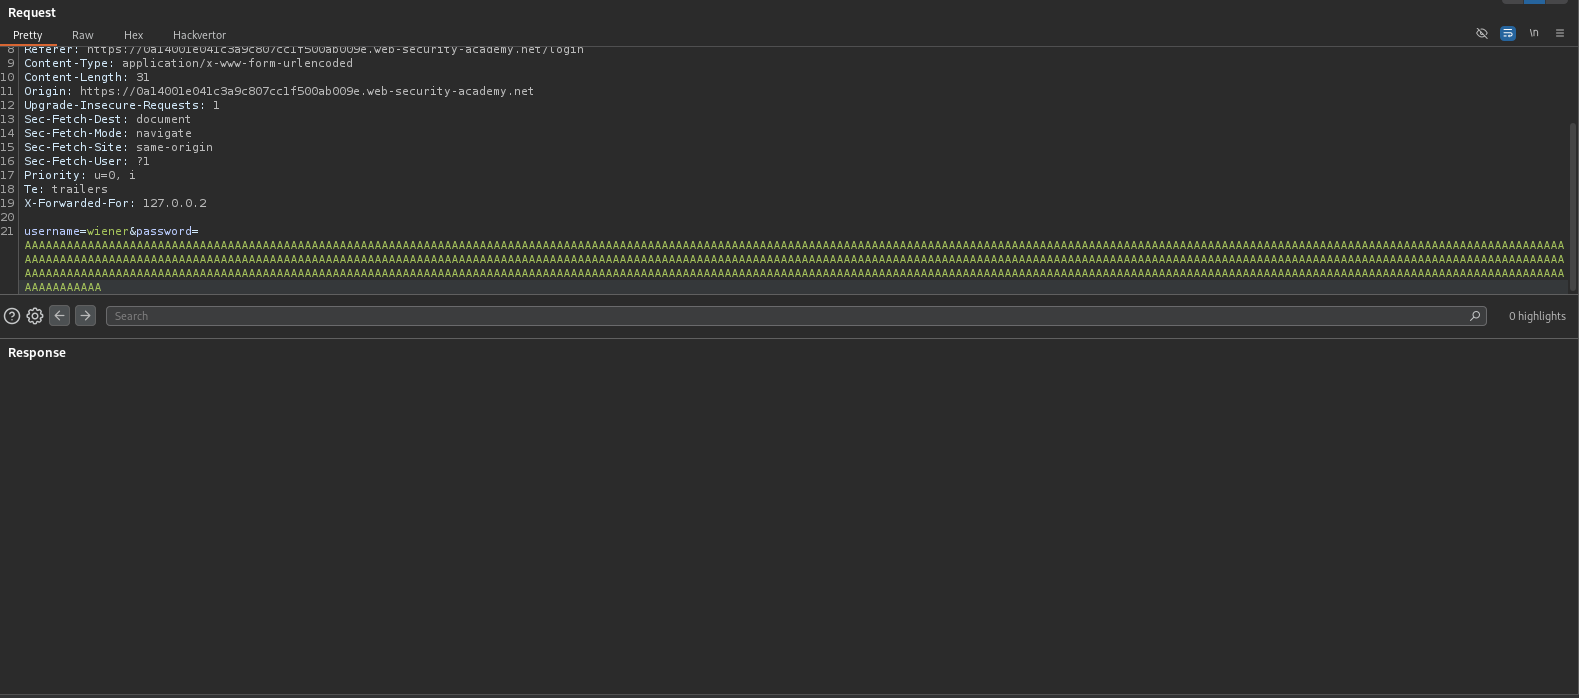 Request
Pretty Raw Hex Hackvertor
\n
8 Referer: https://0a14001e041c3a9c807cc1f500ab009e.web-security-academy.net/login
9 Content-Type: application/x-www-form-urlencoded
10 Content-Length: 31
11 Origin: https://0a14001e041c3a9c807cc1f500ab009e.web-security-academy.net
12 Upgrade-Insecure-Requests: 1
13 Sec-Fetch-Dest: document
14 Sec-Fetch-Mode: navigate
15 Sec-Fetch-Site: same-origin
16 Sec-Fetch-User: ?1
17 Priority: u=0, i
18 Te: trailers
19 X-Forwarded-For: 127.0.0.2
20
21 username=wiener&password=
AAAAAAAAAAAAAAAAAAAAAAAAAAAAAAAAAAAAAAAAAAAAAAAAAAAAAAAAAAAAAAAAAAAAAAAAAAAAAAAAAAAAAAAAAAAAAAAAAAAAAAAAAAAAAAAAAAAAAAAAAAAAAAAAAAAAAAAAAAAAAAAAAAAAAAAAAAAAAAAAAAAAAAAAAAAAAAAAAAAAAAAAAAAAAAAAAAAAAAAAAAAAAAAAAAAAAAAA
AAAAAAAAAAAAAAAAAAAAAAAAAAAAAAAAAAAAAAAAAAAAAAAAAAAAAAAAAAAAAAAAAAAAAAAAAAAAAAAAAAAAAAAAAAAAAAAAAAAAAAAAAAAAAAAAAAAAAAAAAAAAAAAAAAAAAAAAAAAAAAAAAAAAAAAAAAAAAAAAAAAAAAAAAAAAAAAAAAAAAAAAAAAAAAAAAAAAAAAAAAAAAAAAAAAAAAAA
AAAAAAAAAAAAAAAAAAAAAAAAAAAAAAAAAAAAAAAAAAAAAAAAAAAAAAAAAAAAAAAAAAAAAAAAAAAAAAAAAAAAAAAAAAAAAAAAAAAAAAAAAAAAAAAAAAAAAAAAAAAAAAAAAAAAAAAAAAAAAAAAAAAAAAAAAAAAAAAAAAAAAAAAAAAAAAAAAAAAAAAAAAAAAAAAAAAAAAAAAAAAAAAAAAAAAAAA
AAAAAAAAAAA
Search
0 highlights
Response